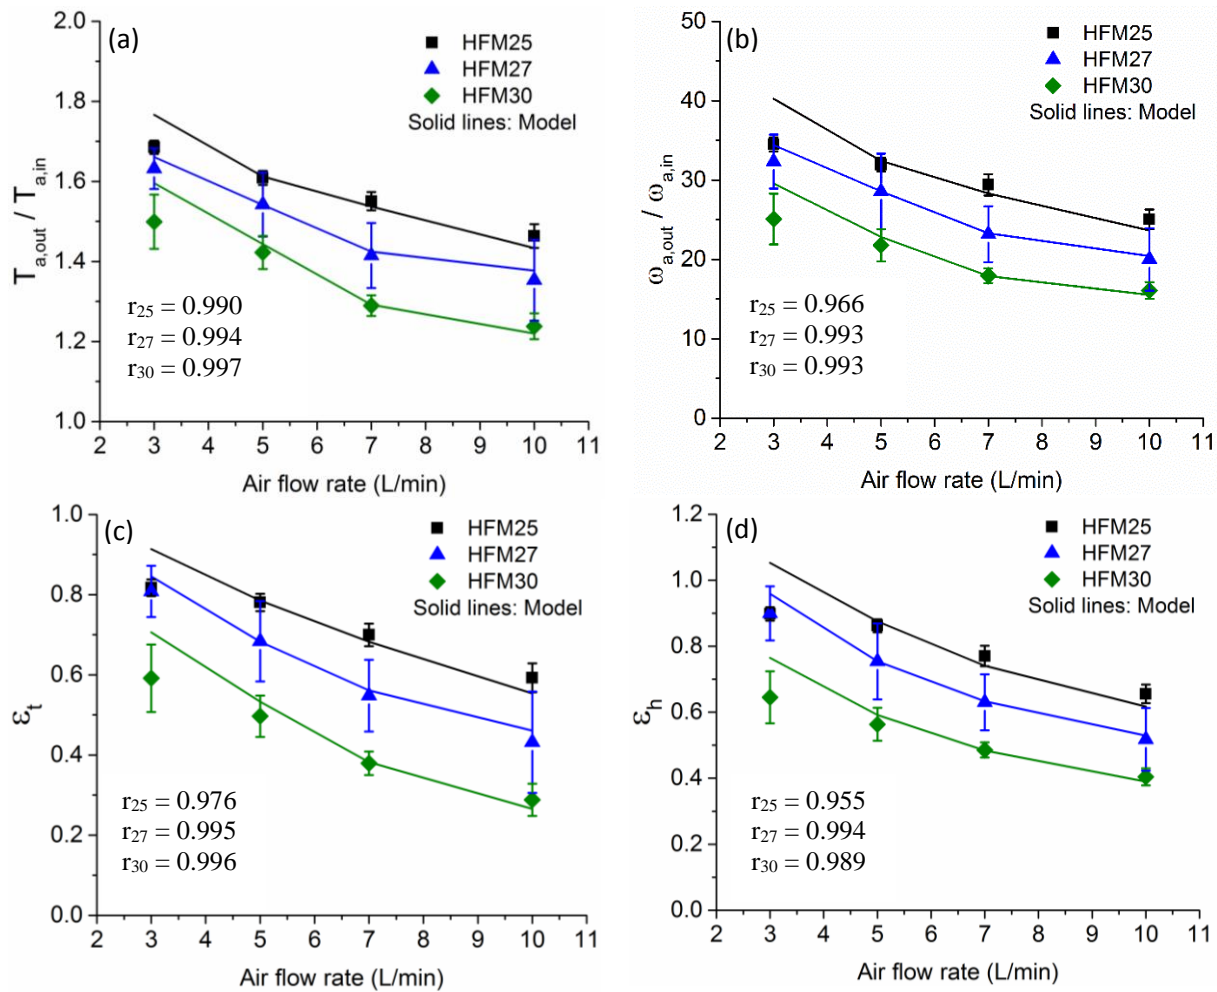 (a)
HFM25
HFM27
HFM30
Solid lines: Model
2.0
1.8
1.6
1.4
1.2
1.0
T a,out / T a,in
r25 = 0.990
r27 = 0.994
r30 = 0.997
2 3 4 5 6 7 8 9 10 11
Air flow rate (L/min)
(b)
HFM25
HFM27
HFM30
Solid lines: Model
50
40
30
20
10
0
ω a,out / ω a,in
r25 = 0.966
r27 = 0.993
r30 = 0.993
2 3 4 5 6 7 8 9 10 11
Air flow rate (L/min)
(c)
HFM25
HFM27
HFM30
Solid lines: Model
1.0
0.8
0.6
0.4
0.2
0.0
εt
r25 = 0.976
r27 = 0.995
r30 = 0.996
2 3 4 5 6 7 8 9 10 11
Air flow rate (L/min)
(d)
HFM25
HFM27
HFM30
Solid lines: Model
1.2
1.0
0.8
0.6
0.4
0.2
0.0
εh
r25 = 0.955
r27 = 0.994
r30 = 0.989
2 3 4 5 6 7 8 9 10 11
Air flow rate (L/min)